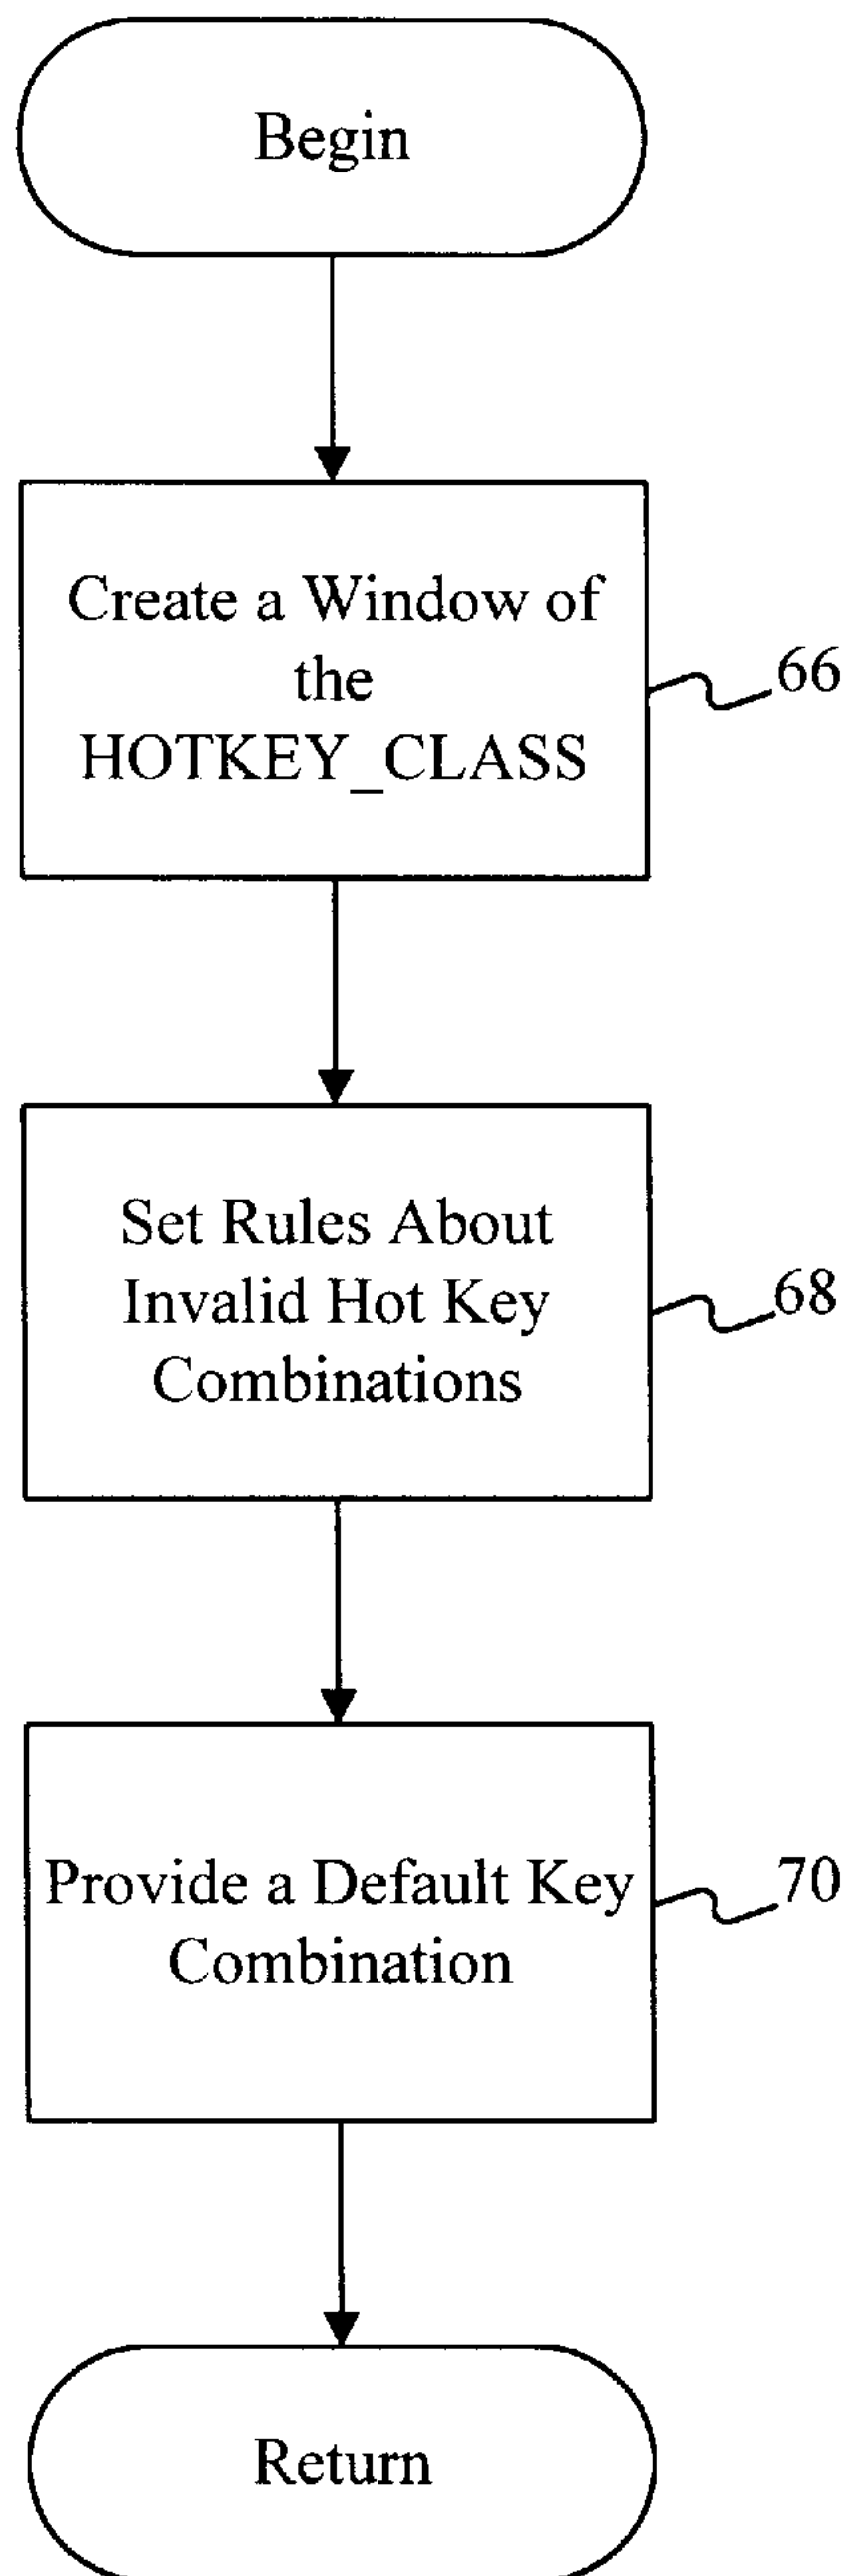 Begin
Create a Window of
the
HOTKEY_CLASS
66
Set Rules About
Invalid Hot Key
Combinations
68
Provide a Default Key
Combination
70
Return